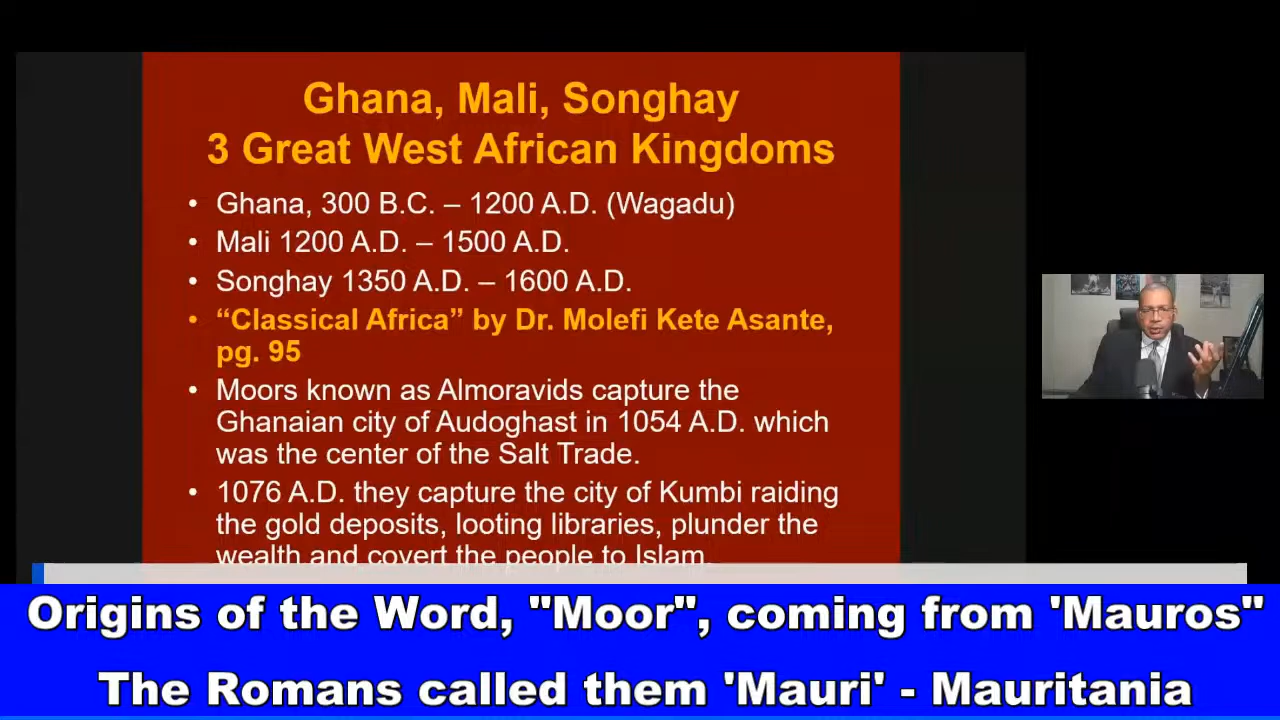 Ghana, Mali, Songhay
3 Great West African Kingdoms
• Ghana, 300 B.C. – 1200 A.D. (Wagadu)
• Mali 1200 A.D. – 1500 A.D.
• Songhay 1350 A.D. – 1600 A.D.
• “Classical Africa” by Dr. Molefi Kete Asante,
pg. 95
• Moors known as Almoravids capture the
Ghanaian city of Audoghast in 1054 A.D. which
was the center of the Salt Trade.
• 1076 A.D. they capture the city of Kumbi raiding
the gold deposits, looting libraries, plunder the
wealth and covert the people to Islam.
Origins of the Word, "Moor", coming from 'Mauros"
The Romans called them 'Mauri' - Mauritania